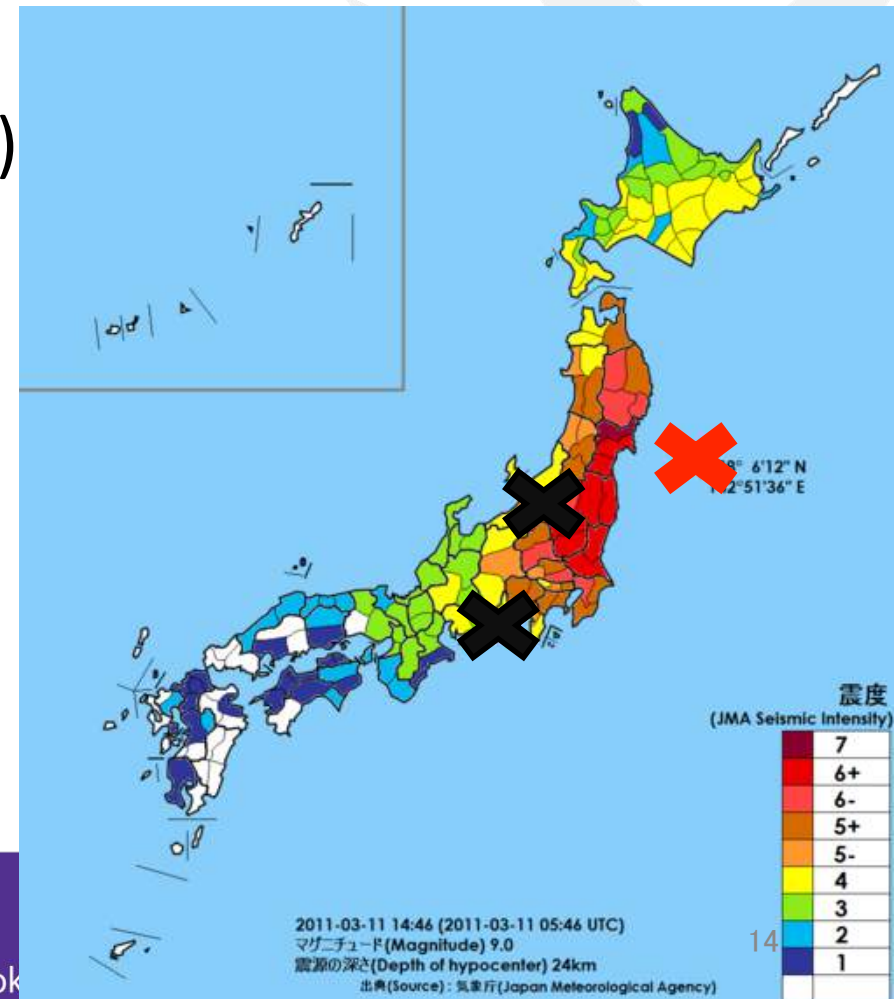 )
6'12" N
2°51'36" E
震度
(JMA Seismic Intensity)
7
6+
6-
5+
5-
4
3
2
1
2011-03-11 14:46 (2011-03-11 05:46 UTC)
マグニチュード(Magnitude) 9.0
震源の深さ(Depth of hypocenter) 24km
出典(Source) : 気象庁(Japan Meteorological Agency)
14
ok